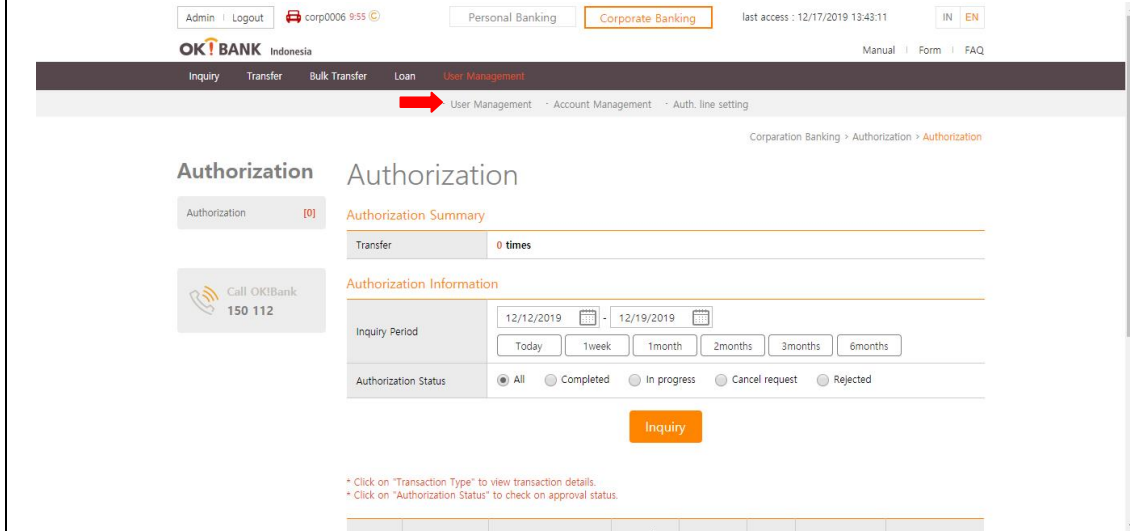 Admin | Logout corp0006 9:55 C Personal Banking Corporate Banking last access : 12/17/2019 13:43:11 IN EN
OK! BANK Indonesia Manual | Form | FAQ
Inquiry Transfer Bulk Transfer Loan User Management
User Management · Account Management · Auth. line setting
Corparation Banking > Authorization > Authorization
Authorization
Authorization [0]
Call OK!Bank
150 112
Authorization
Authorization Summary
Transfer 0 times
Authorization Information
Inquiry Period 12/12/2019 - 12/19/2019
Today 1week 1month 2months 3months 6months
Authorization Status All Completed In progress Cancel request Rejected
Inquiry
* Click on "Transaction Type" to view transaction details.
* Click on "Authorization Status" to check on approval status.